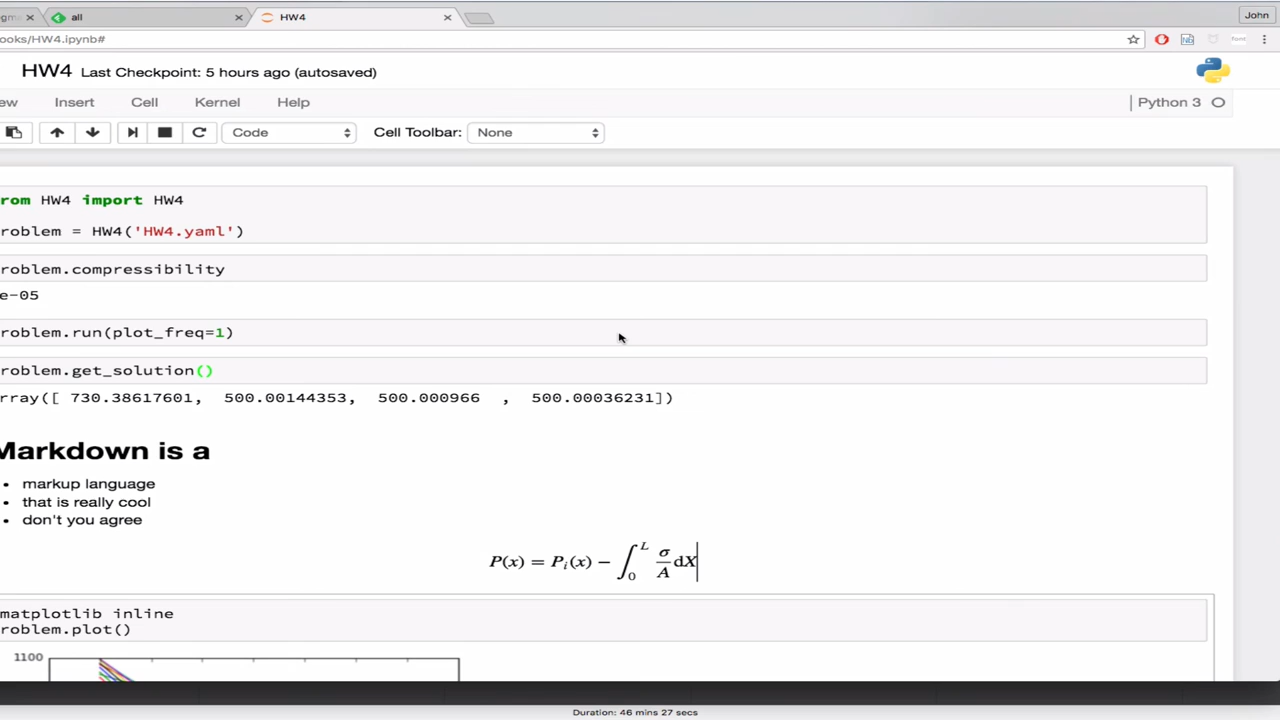 all
HW4
John
ooks/HW4.ipynb#
HW4 Last Checkpoint: 5 hours ago (autosaved)
ew Insert Cell Kernel Help Python 3
Code Cell Toolbar: None
rom HW4 import HW4
roblem = HW4('HW4.yaml')
roblem.compressibility
e-05
roblem.run(plot_freq=1)
roblem.get_solution()
rray([ 730.38617601, 500.00144353, 500.000966 , 500.00036231])
Markdown is a
• markup language
• that is really cool
• don't you agree
P(x) = P_i(x) − ∫_0^L σ/A dX
matplotlib inline
roblem.plot()
1100
Duration: 46 mins 27 secs